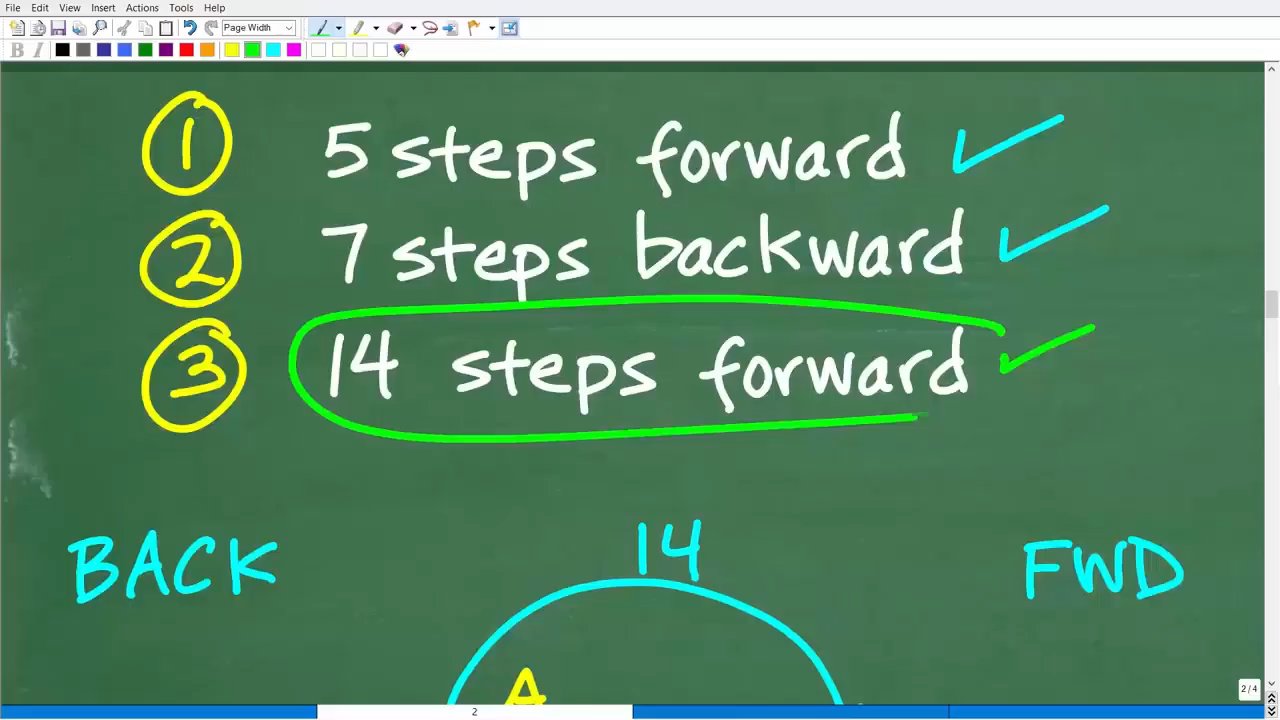 File Edit View Insert Actions Tools Help
Page Width
B I
1 5 steps forward
2 7 steps backward
3 14 steps forward
BACK 14 FWD
A
2/4
2